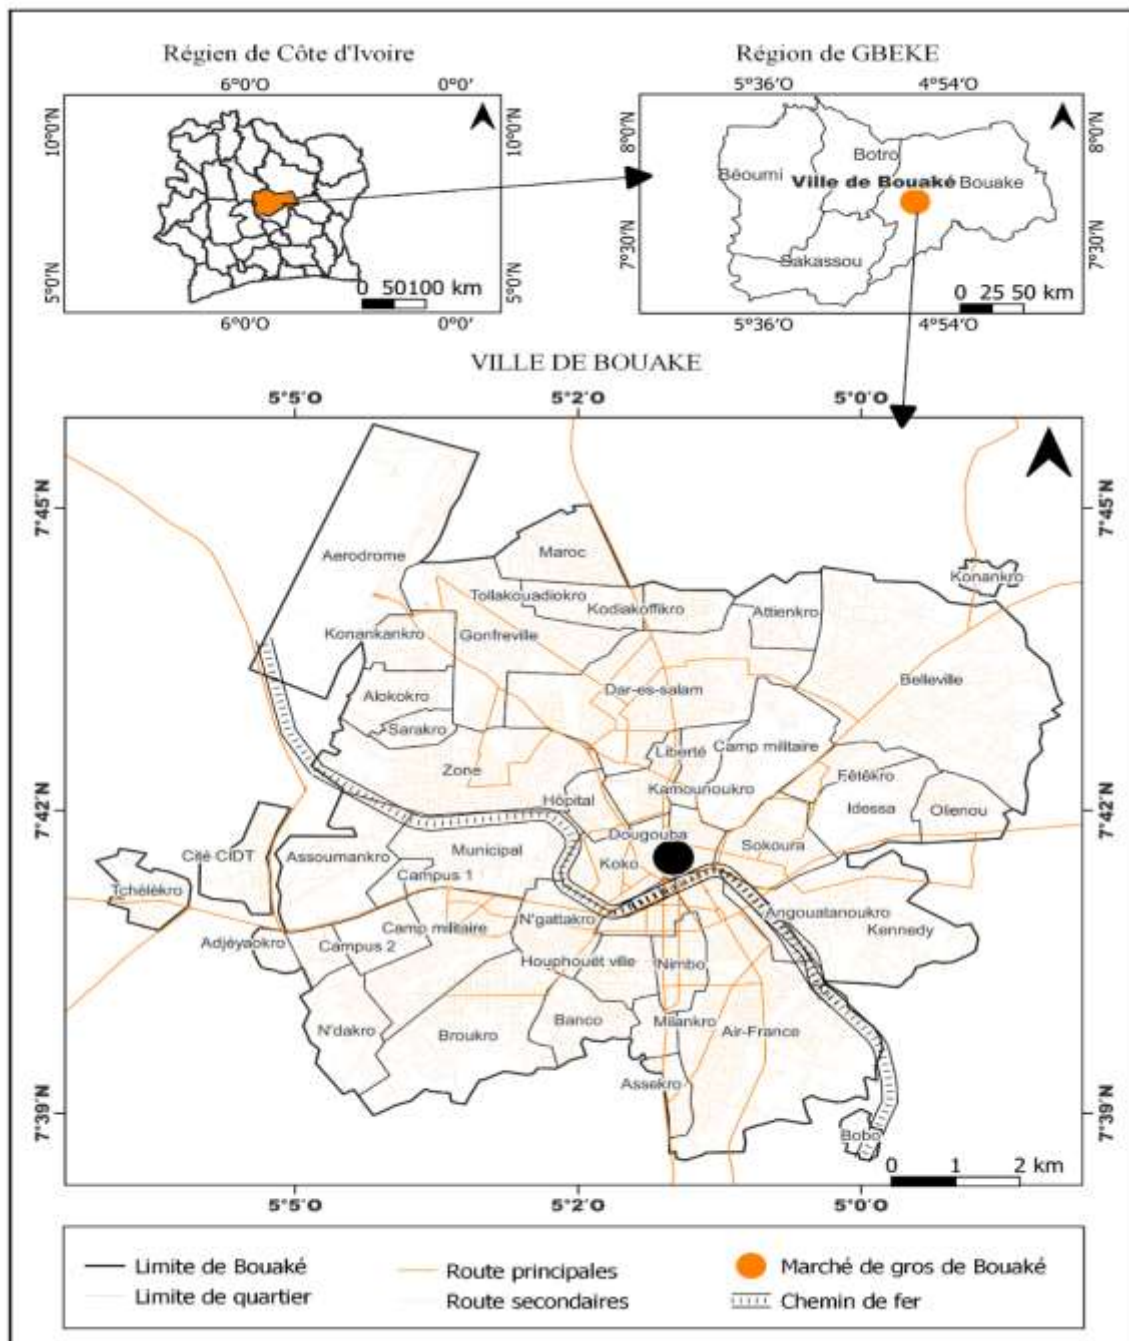 Régien de Côte d'Ivoire
6°0'O 0°0'
10°0'N
10°0'N
5°0'N
5°0'N
0 50100 km
6°0'O 0°0'
Région de GBEKE
5°36'O 4°54'O
8°0'N
8°0'N
Botro
Béoumi
Ville de Bouaké
Bouake
7°30'N
7°30'N
Sakassou
0 25 50 km
5°36'O 4°54'O
VILLE DE BOUAKE
5°5'O 5°2'O 5°0'O
7°45'N
7°45'N
Aerodrome
Maroc
Konankro
Tollakouadiokro
Kodiakoffikro
Attienkro
Konankankro
Gonfreville
Belleville
Dar-es-salam
Alokokro
Sarakro
Liberté
Camp militaire
Zone
Kamounoukro
Fêtêkro
Hôpital
Idessa
Olienou
7°42'N
7°42'N
Dougouba
Sokoura
Municipal
Koko
Cité CIDT
Assoumankro
Campus 1
Tchélékro
N'gattakro
Angouatanoukro
Kennedy
Adjéyaokro
Campus 2
Camp militaire
Houphouët ville
Nimbo
N'dakro
Broukro
Banco
Milankro
Air-France
Assekro
7°39'N
7°39'N
Bobo
0 1 2 km
5°5'O 5°2'O 5°0'O
Limite de Bouaké
Limite de quartier
Route principales
Route secondaires
Marché de gros de Bouaké
Chemin de fer